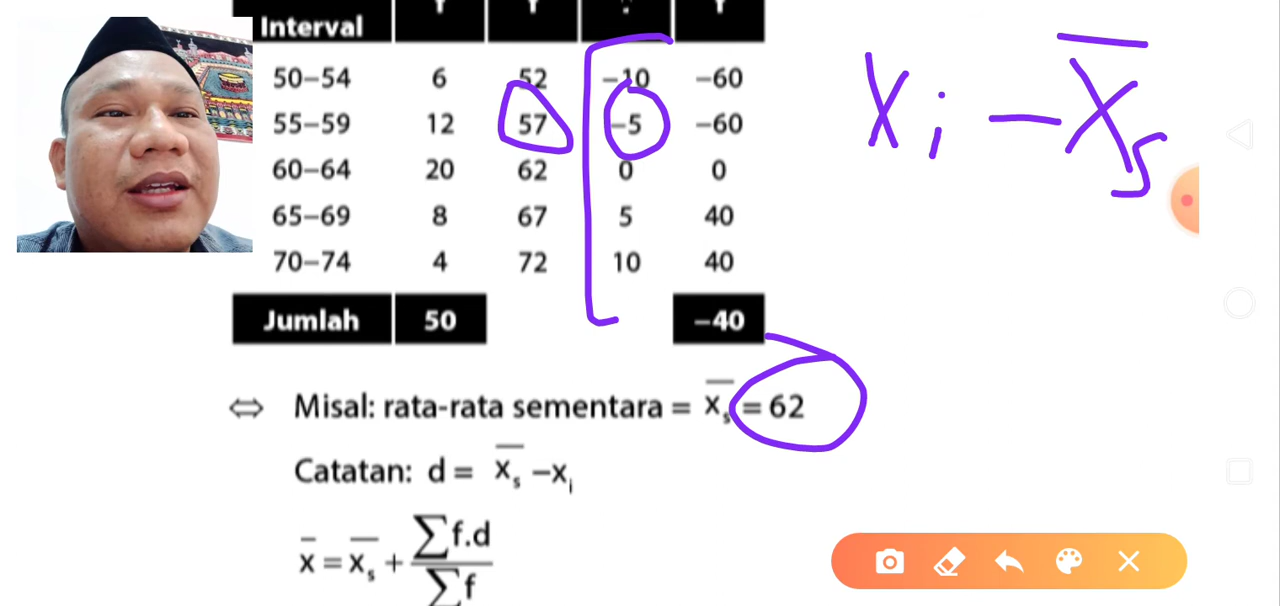 Interval
50–54 6 52 –10 –60
55–59 12 57 –5 –60
60–64 20 62 0 0
65–69 8 67 5 40
70–74 4 72 10 40
Jumlah 50 –40
Xi – X̅s
⇔ Misal: rata-rata sementara = x̅s = 62
Catatan: d = x̅s –xi
x̅ = x̅s + ∑f.d / ∑f